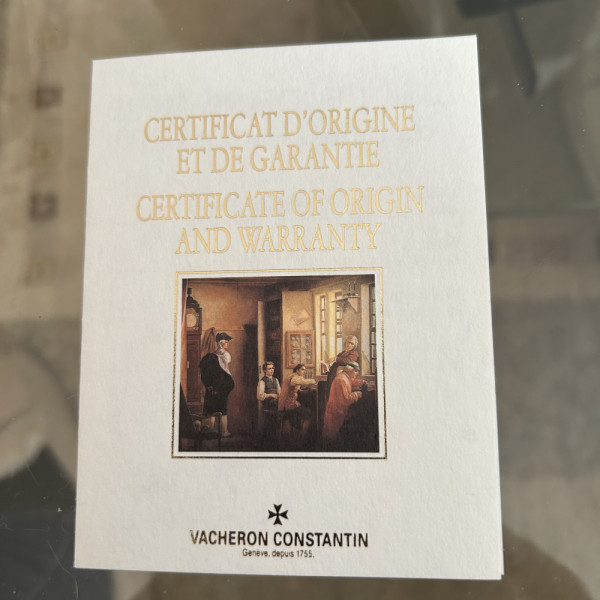 CERTIFICAT D'ORIGINE
ET DE GARANTIE
CERTIFICATE OF ORIGIN
AND WARRANTY
VACHERON CONSTANTIN
Genève, depuis 1755.